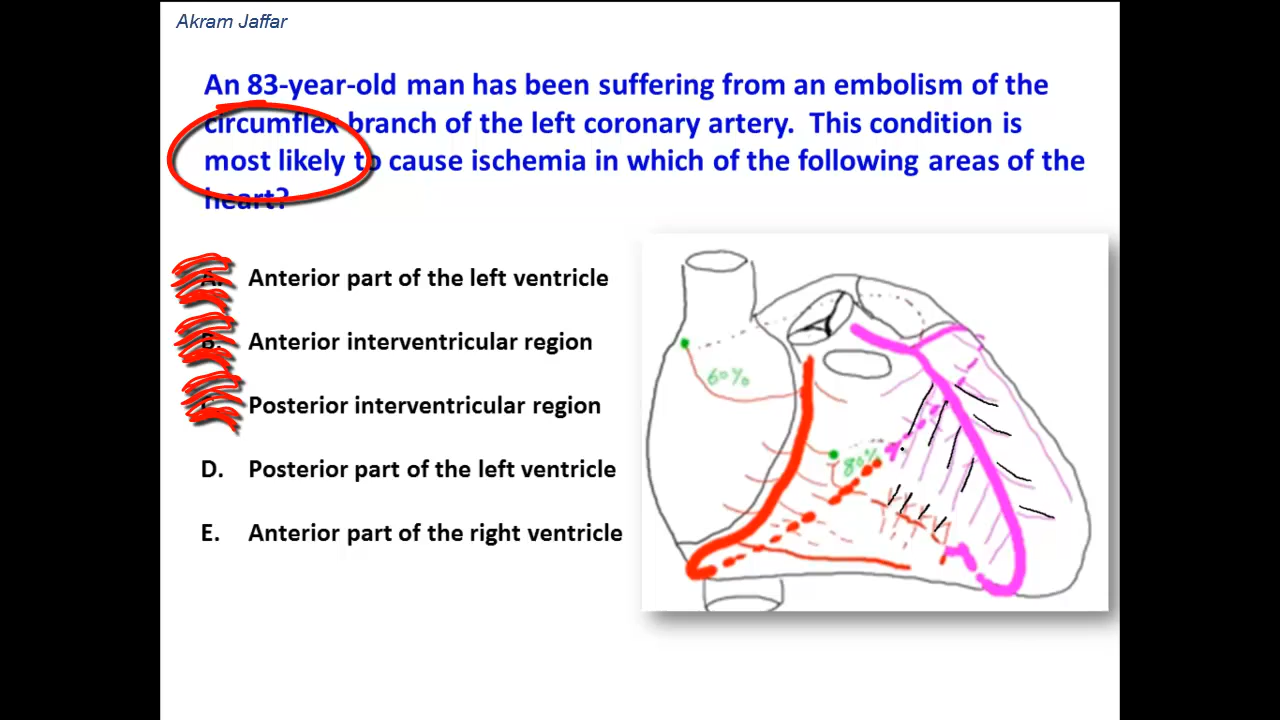 Akram Jaffar
An 83-year-old man has been suffering from an embolism of the
circumflex branch of the left coronary artery.  This condition is
most likely to cause ischemia in which of the following areas of the
heart?
A. Anterior part of the left ventricle
B. Anterior interventricular region
Posterior interventricular region
D. Posterior part of the left ventricle
E. Anterior part of the right ventricle
60%
80%